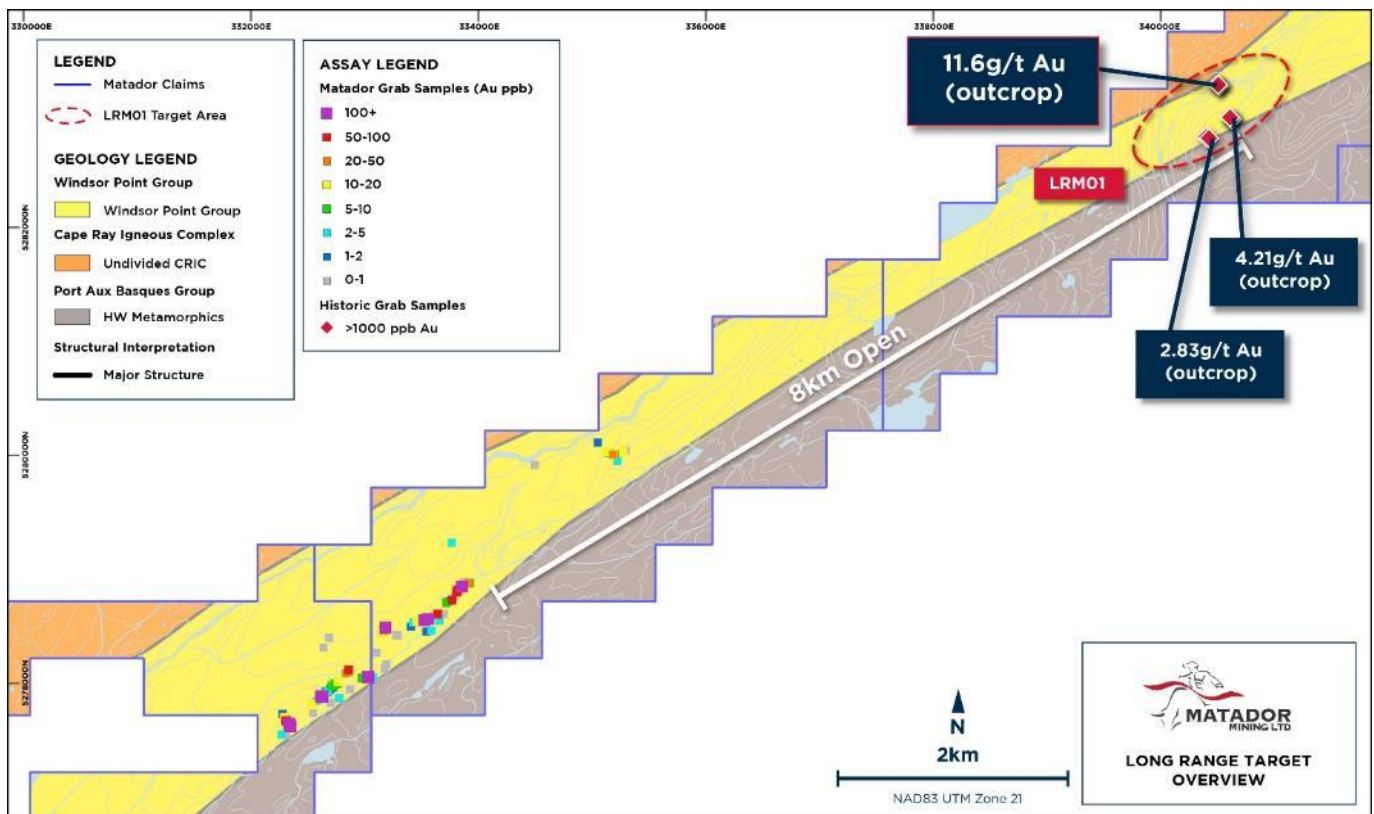 330000E
332000E
334000E
336000E
338000E
340000E
LEGEND
Matador Claims
LRM01 Target Area
GEOLOGY LEGEND
Windsor Point Group
Windsor Point Group
Cape Ray Igneous Complex
Undivided CRIC
Port Aux Basques Group
HW Metamorphics
Structural Interpretation
Major Structure
ASSAY LEGEND
Matador Grab Samples (Au ppb)
100+
50-100
20-50
10-20
5-10
2-5
1-2
0-1
Historic Grab Samples
>1000 ppb Au
11.6g/t Au
(outcrop)
LRM01
4.21g/t Au
(outcrop)
2.83g/t Au
(outcrop)
8km Open
5282000N
5280000N
5278000N
N
2km
NAD83 UTM Zone 21
MATADOR
MINING LTD
LONG RANGE TARGET
OVERVIEW